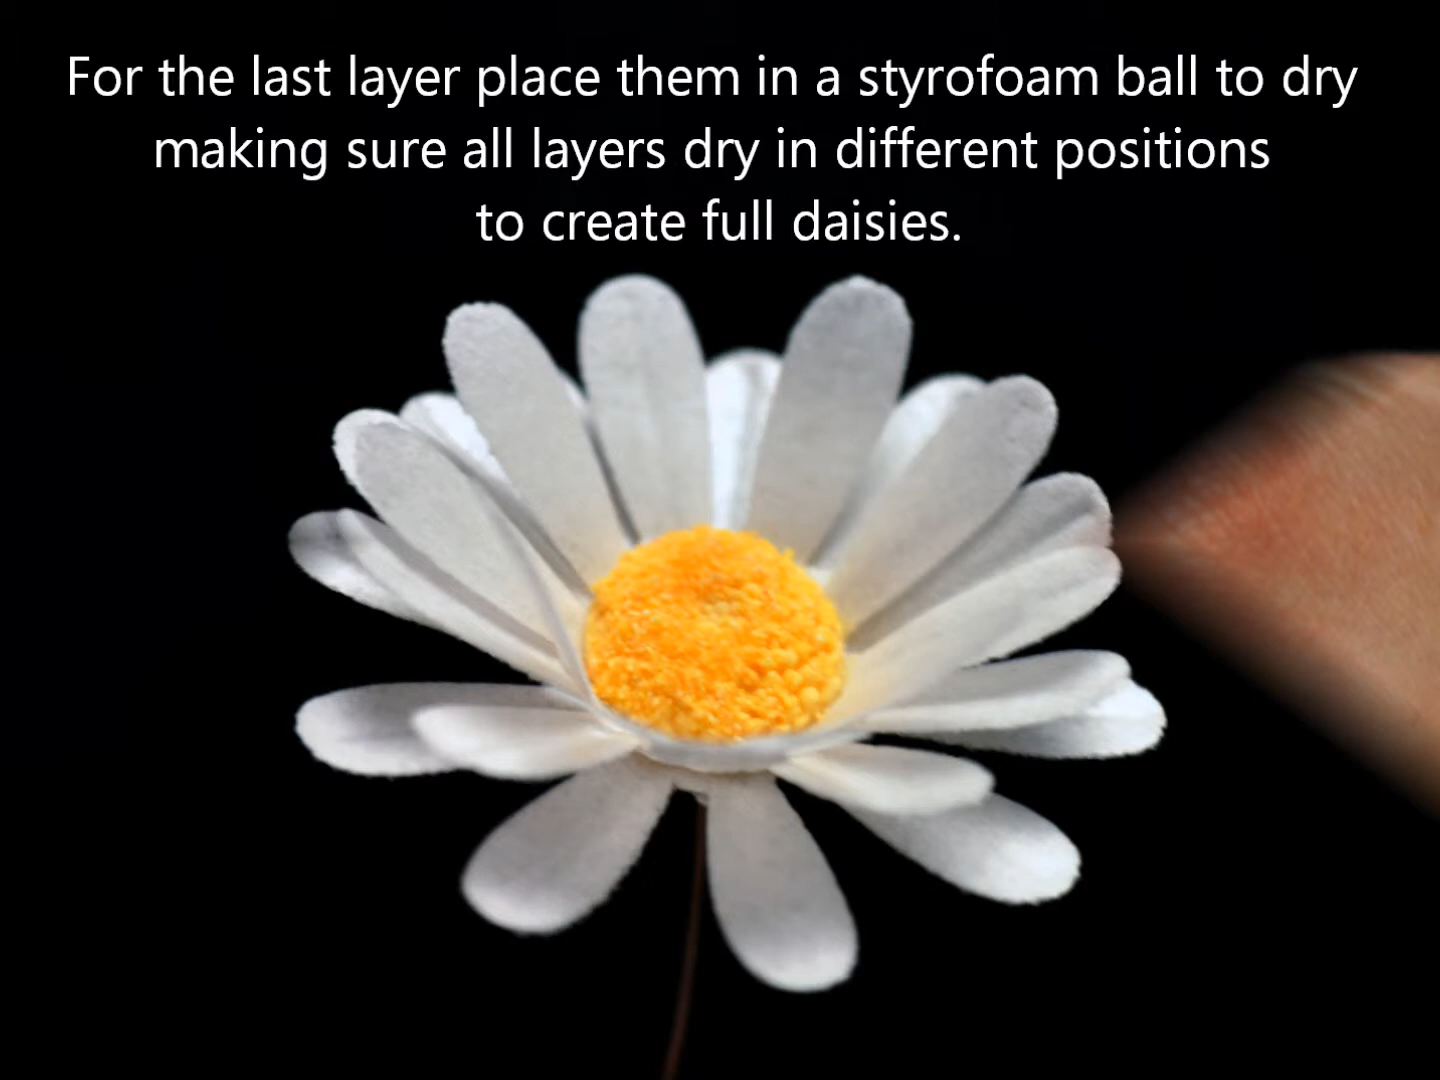 For the last layer place them in a styrofoam ball to dry
making sure all layers dry in different positions
to create full daisies.